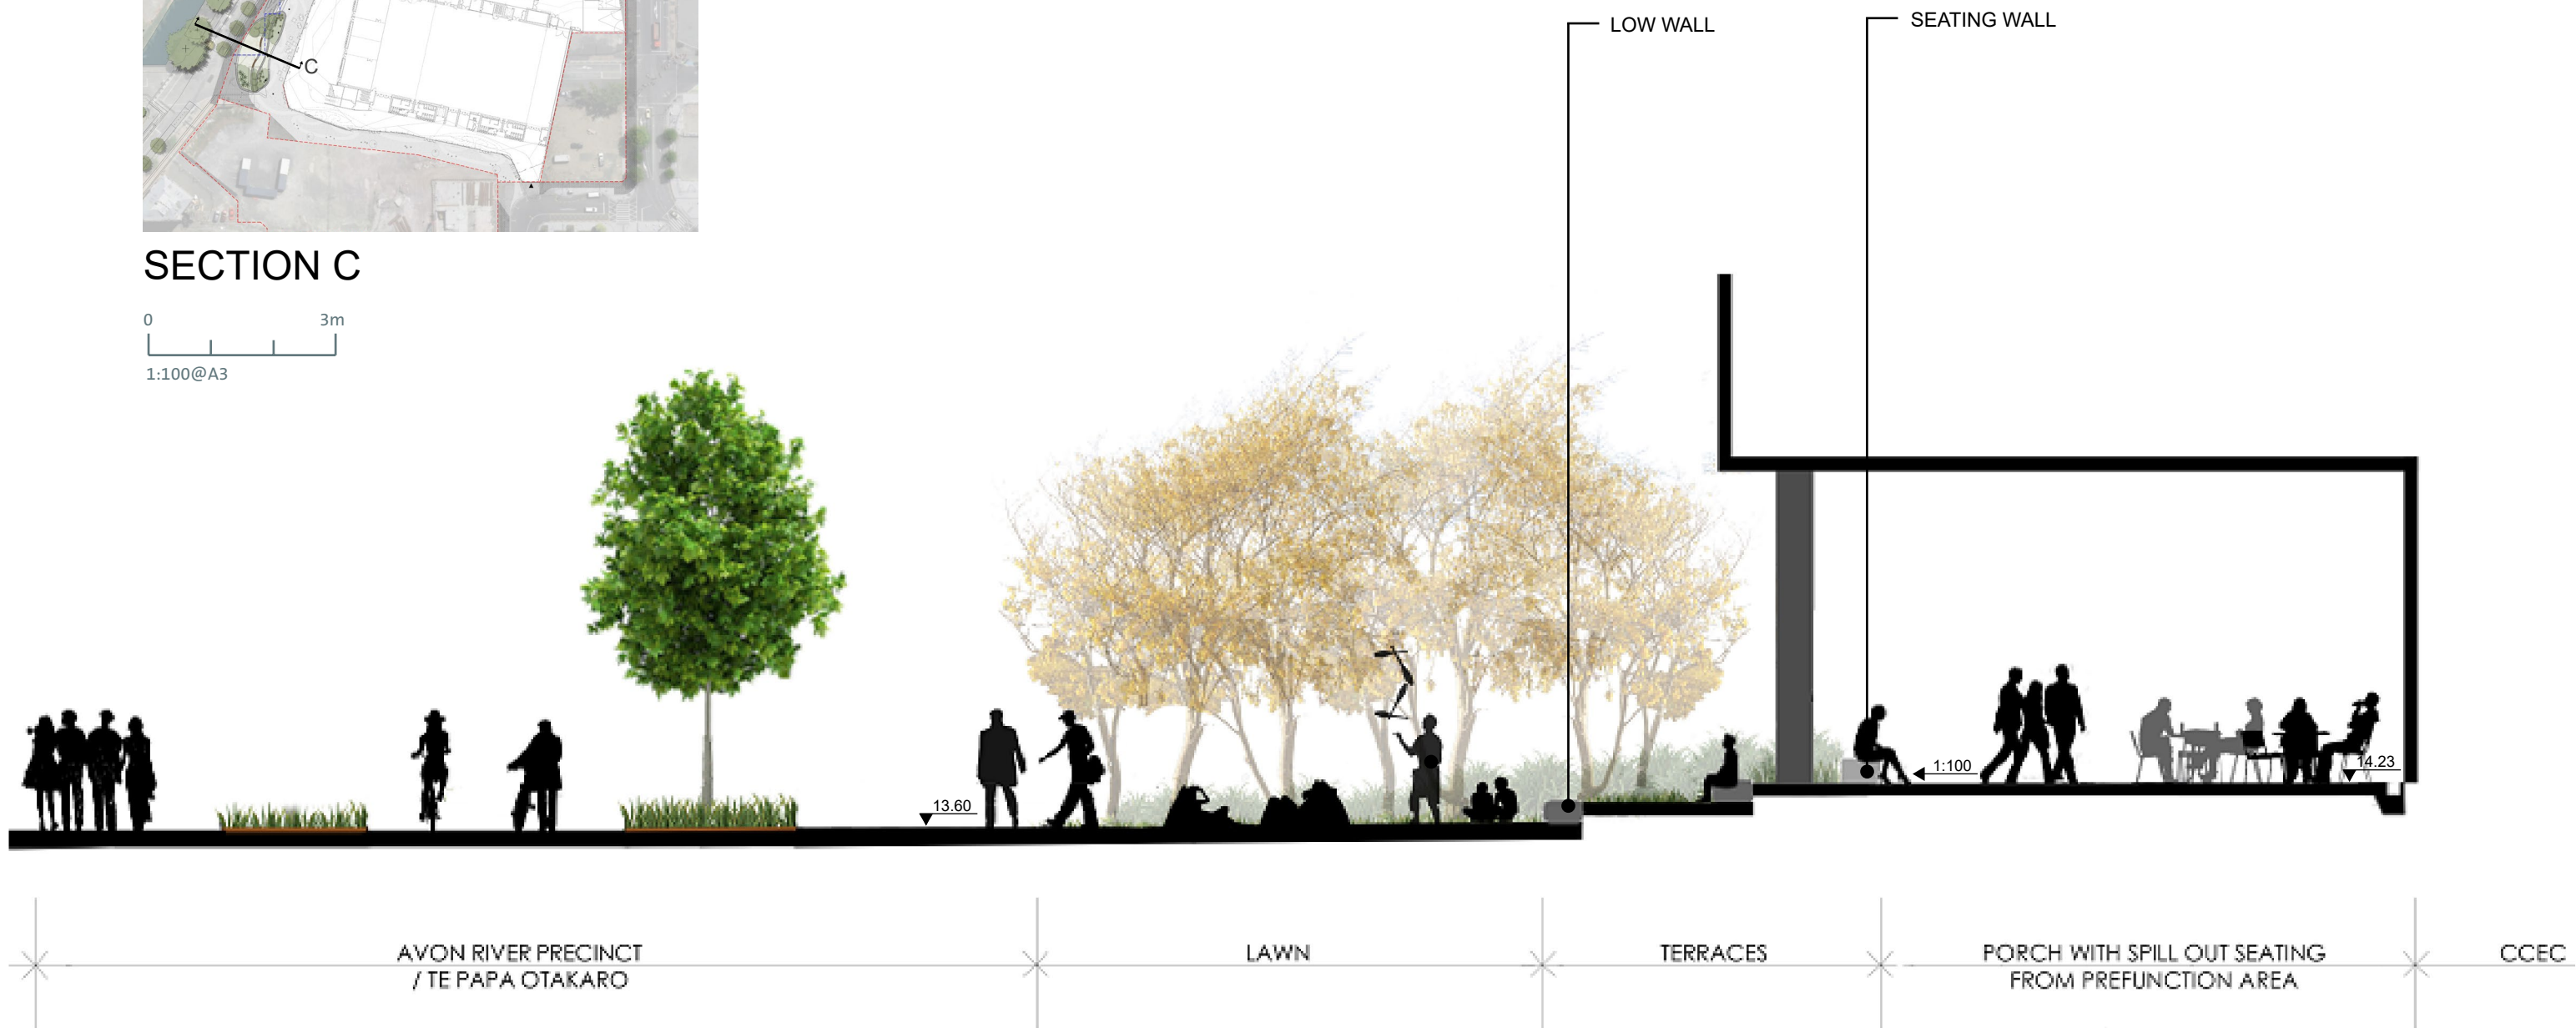 C
SECTION C
0 3m
1:100@A3
LOW WALL
SEATING WALL
13.60
1:100
14.23
AVON RIVER PRECINCT
/ TE PAPA OTAKARO
LAWN
TERRACES
PORCH WITH SPILL OUT SEATING
FROM PREFUNCTION AREA
CCEC